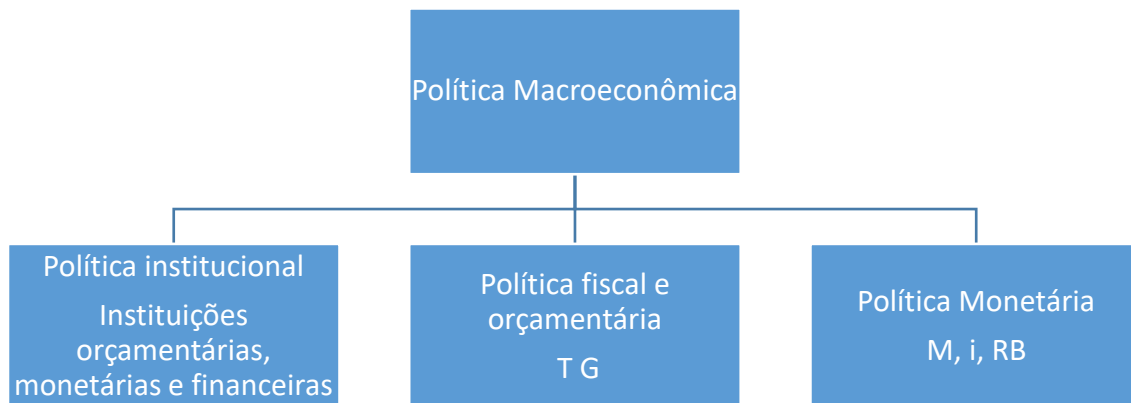 Política Macroeconômica
Política institucional
Instituições
orçamentárias,
monetárias e financeiras
Política fiscal e
orçamentária
T G
Política Monetária
M, i, RB